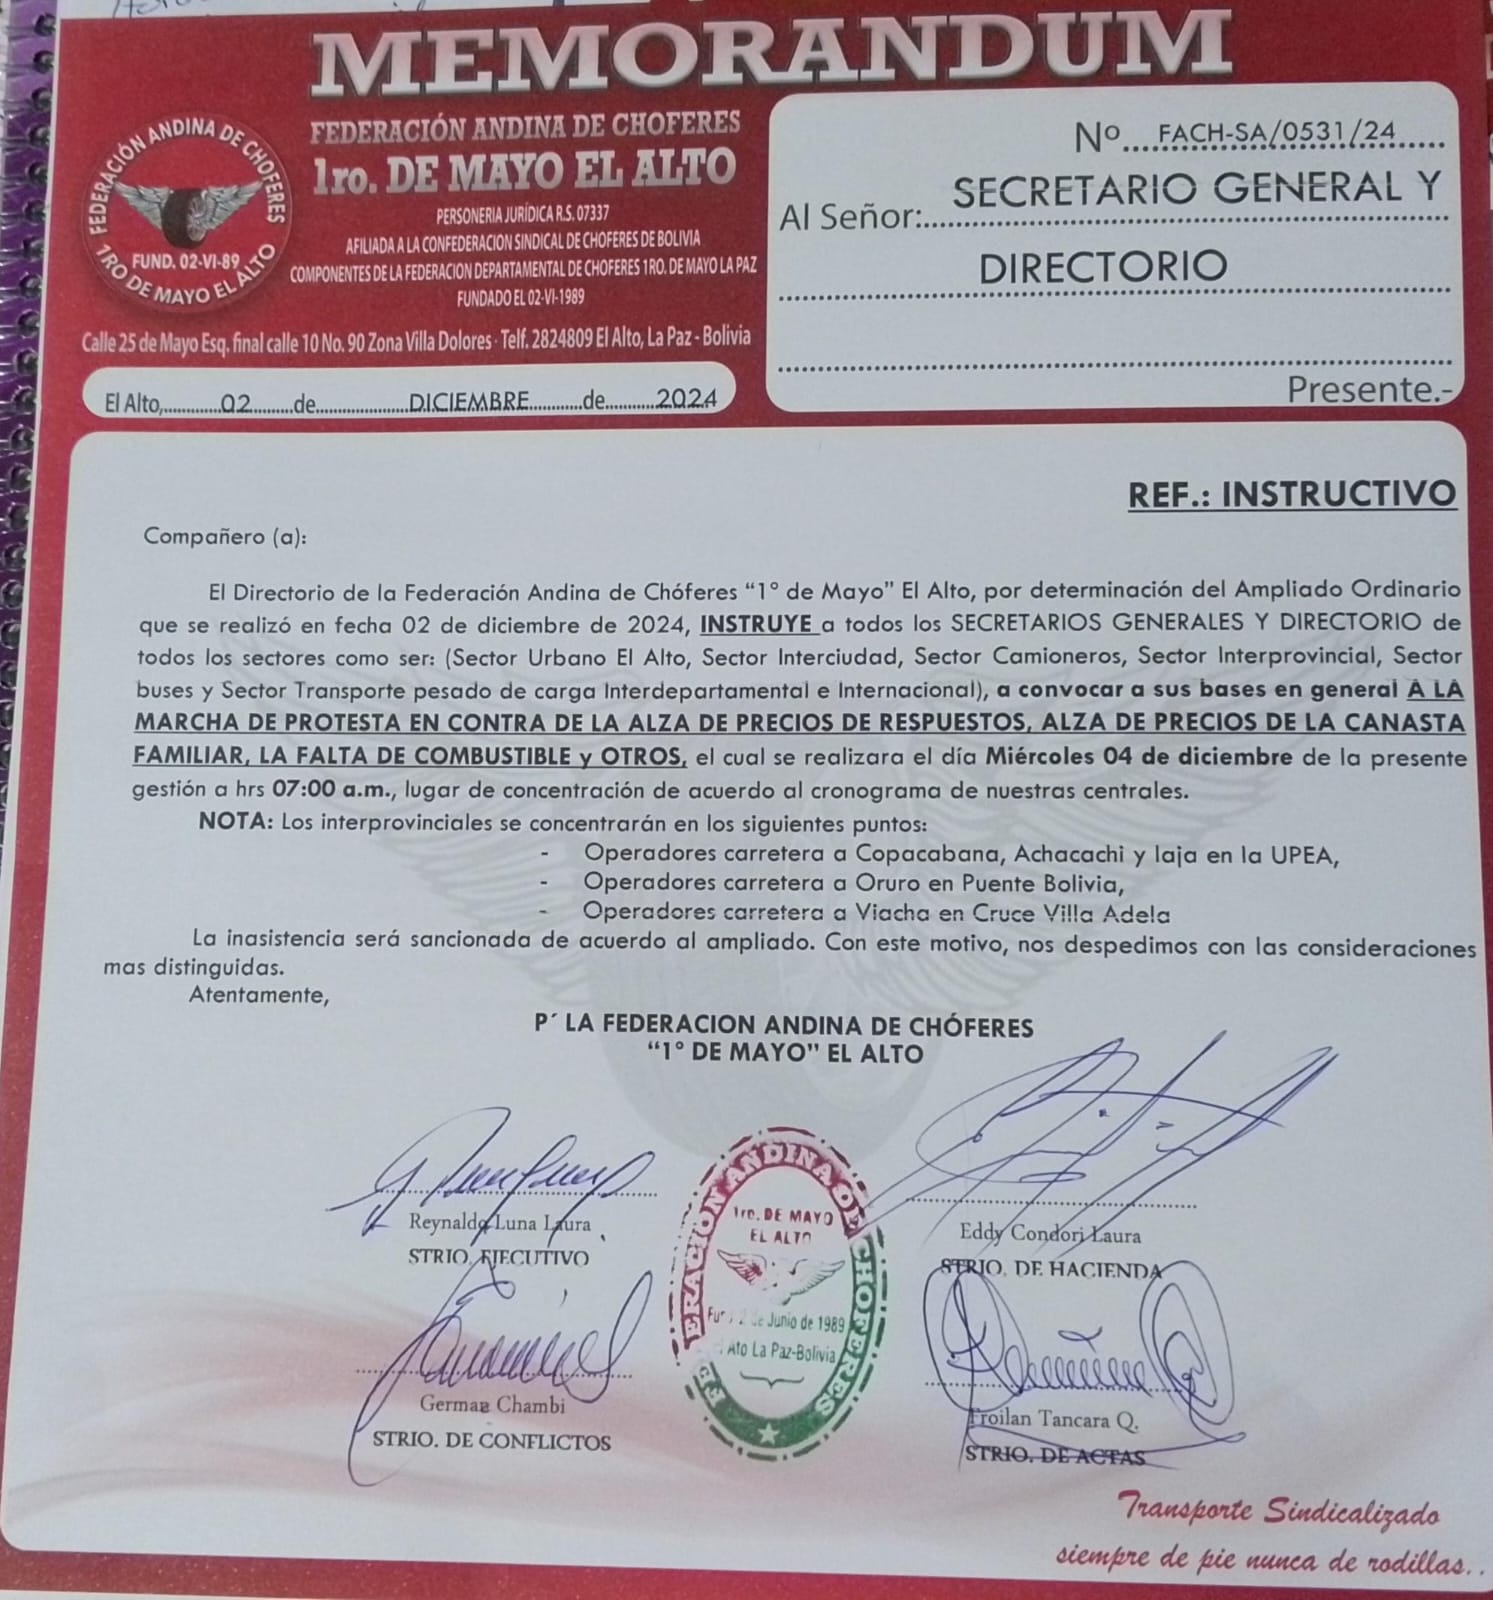 MEMORANDUM
FEDERACIÓN ANDINA DE CHOFERES
1ro. DE MAYO EL ALTO
PERSONERIA JURÍDICA R.S. 07337
AFILIADA A LA CONFEDERACION SINDICAL DE CHOFERES DE BOLIVIA
COMPONENTES DE LA FEDERACION DEPARTAMENTAL DE CHOFERES 1RO. DE MAYO LA PAZ
FUNDADO EL 02-VI-1989
Calle 25 de Mayo Esq. final calle 10 No. 90 Zona Villa Dolores · Telf. 2824809 El Alto, La Paz - Bolivia
FEDERACIÓN ANDINA DE CHOFERES
FUND. 02-VI-89
1RO DE MAYO EL ALTO
El Alto,............02........de....................DICIEMBRE...........de...........2024
Nº....FACH-SA/0531/24......
Al Señor:...SECRETARIO GENERAL Y
DIRECTORIO
Presente.-
REF.: INSTRUCTIVO
Compañero (a):
El Directorio de la Federación Andina de Chóferes “1° de Mayo” El Alto, por determinación del Ampliado Ordinario
que se realizó en fecha 02 de diciembre de 2024, INSTRUYE a todos los SECRETARIOS GENERALES Y DIRECTORIO de
todos los sectores como ser: (Sector Urbano El Alto, Sector Interciudad, Sector Camioneros, Sector Interprovincial, Sector
buses y Sector Transporte pesado de carga Interdepartamental e Internacional), a convocar a sus bases en general A LA
MARCHA DE PROTESTA EN CONTRA DE LA ALZA DE PRECIOS DE RESPUESTOS, ALZA DE PRECIOS DE LA CANASTA
FAMILIAR, LA FALTA DE COMBUSTIBLE y OTROS, el cual se realizara el día Miércoles 04 de diciembre de la presente
gestión a hrs 07:00 a.m., lugar de concentración de acuerdo al cronograma de nuestras centrales.
NOTA: Los interprovinciales se concentrarán en los siguientes puntos:
- Operadores carretera a Copacabana, Achacachi y laja en la UPEA,
- Operadores carretera a Oruro en Puente Bolivia,
- Operadores carretera a Viacha en Cruce Villa Adela
La inasistencia será sancionada de acuerdo al ampliado. Con este motivo, nos despedimos con las consideraciones
mas distinguidas.
Atentamente,
P´ LA FEDERACION ANDINA DE CHÓFERES
“1° DE MAYO” EL ALTO
Reynaldo Luna Laura
STRIO. EJECUTIVO
Eddy Condori Laura
STRIO. DE HACIENDA
German Chambi
STRIO. DE CONFLICTOS
Froilan Tancara Q.
STRIO. DE ACTAS
ANDINA DE CHOFERES
1ro. DE MAYO
EL ALTO
2 de Junio de 1989
La Paz-Bolivia
Transporte Sindicalizado
siempre de pie nunca de rodillas..